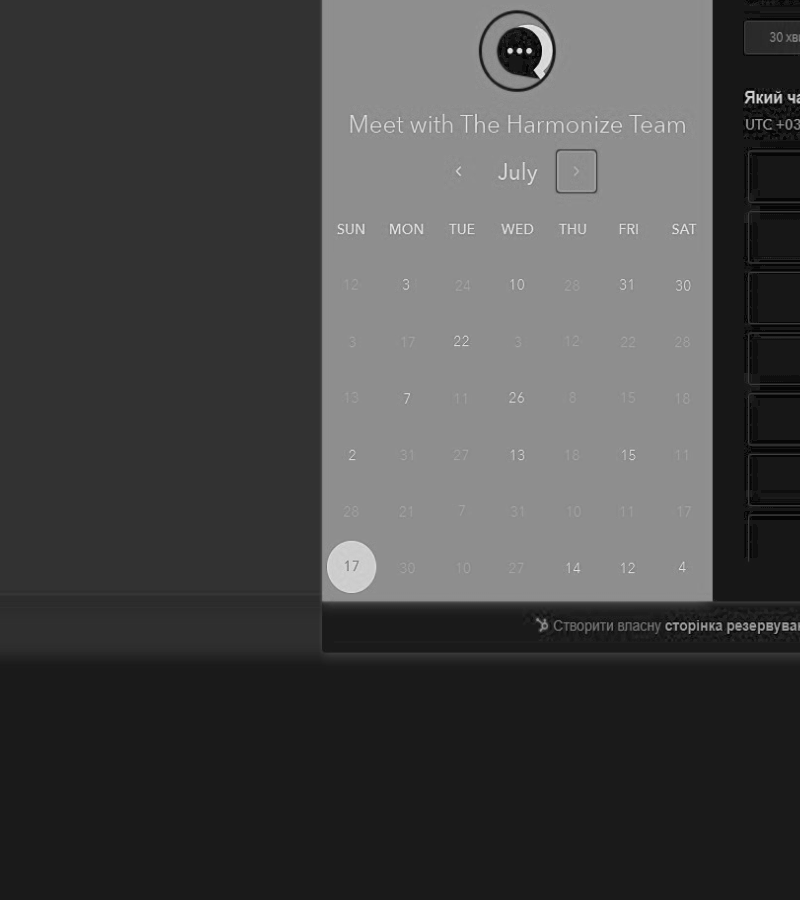 30 хв
Meet with The Harmonize Team
Який ча
UTC +03
July
SUN MON TUE WED THU FRI SAT
12 3 24 10 28 31 30
3 17 22 3 12 22 28
13 7 11 26 8 15 18
2 31 27 13 18 15 11
28 21 7 31 10 11 17
17 30 10 27 14 12 4
Створити власну сторінка резервува